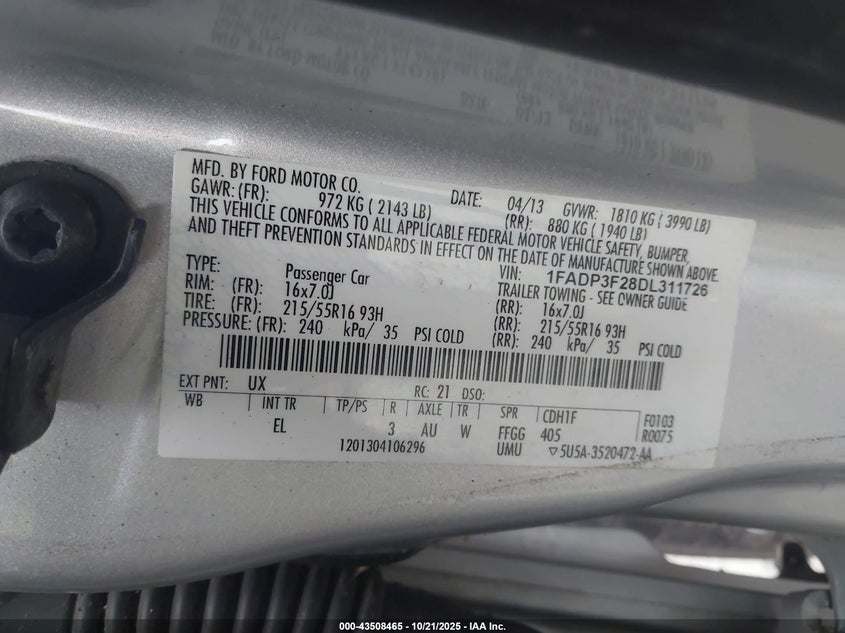 MFD. BY FORD MOTOR CO. DATE: 04/13 GVWR: 1810 KG ( 3990 LB)
GAWR: (FR): 972 KG ( 2143 LB) (RR): 880 KG ( 1940 LB)
THIS VEHICLE CONFORMS TO ALL APPLICABLE FEDERAL MOTOR VEHICLE SAFETY, BUMPER,
AND THEFT PREVENTION STANDARDS IN EFFECT ON THE DATE OF MANUFACTURE SHOWN ABOVE.
VIN: 1FADP3F28DL311726
TYPE: Passenger Car TRAILER TOWING - SEE OWNER GUIDE
RIM: (FR): 16x7.0J (RR): 16x7.0J
TIRE: (FR): 215/55R16 93H (RR): 215/55R16 93H
PRESSURE: (FR): 240 kPa/ 35 PSI COLD (RR): 240 kPa/ 35 PSI COLD
EXT PNT: UX RC: 21 DSO:
WB INT TR TP/PS R AXLE TR SPR CDH1F F0103
EL 3 AU W FFGG 405 R0075
1201304106296 UMU ▽5U5A-3520472-AA
000-43508465 - 10/21/2025 - IAA Inc.